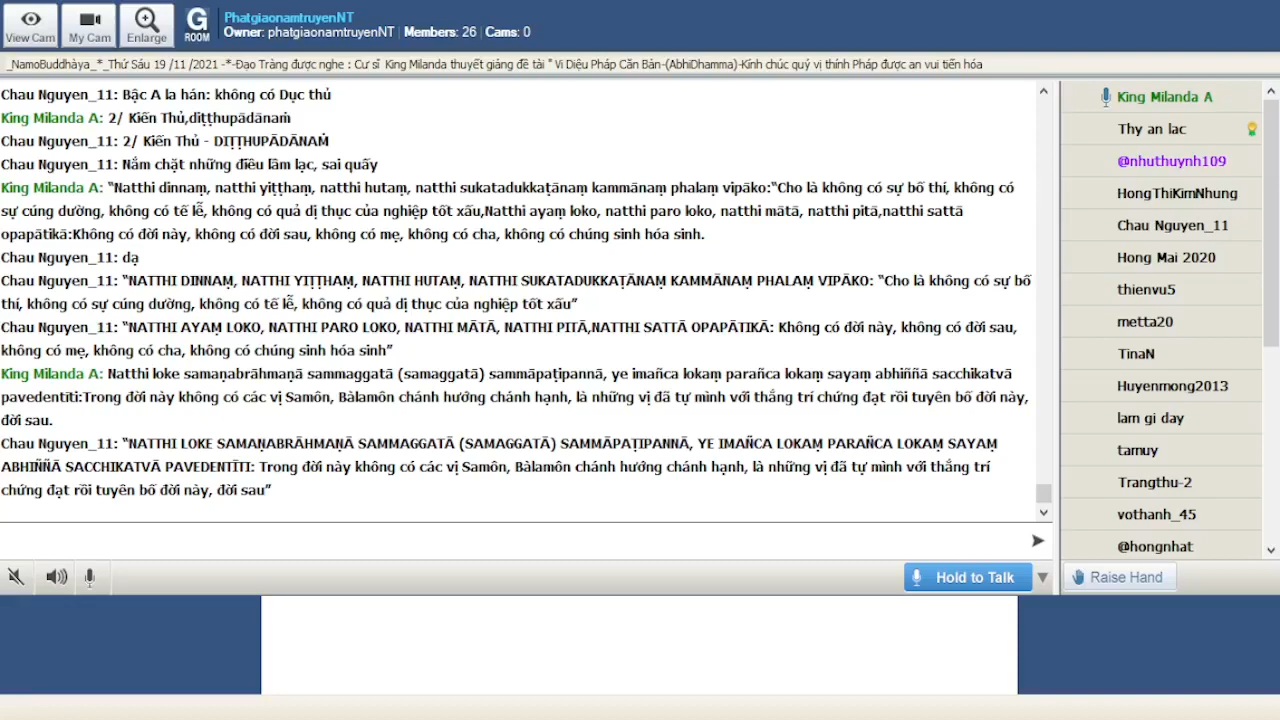 View Cam
My Cam
Enlarge
G
ROOM
PhatgiaonamtruyenNT
Owner: phatgiaonamtruyenNT | Members: 26 | Cams: 0
_NamoBuddhàya_*_Thứ Sáu 19 /11 /2021 -*-Đạo Tràng được nghe : Cư sĩ  King Milanda thuyết giảng đề tài " Vi Diệu Pháp Căn Bản-(AbhiDhamma)-Kính chúc quý vị thính Pháp được an vui tiến hóa
Chau Nguyen_11: Bậc A la hán: không có Dục thủ
King Milanda A: 2/ Kiến Thủ,diṭṭhupādānaṁ
Chau Nguyen_11: 2/ Kiến Thủ - DIṬṬHUPĀDĀNAṀ
Chau Nguyen_11: Nắm chặt những điều lầm lạc, sai quấy
King Milanda A: “Natthi dinnaṃ, natthi yiṭṭhaṃ, natthi hutaṃ, natthi sukatadukkaṭānaṃ kammānaṃ phalaṃ vipāko:“Cho là không có sự bố thí, không có
sự cúng dường, không có tế lễ, không có quả dị thục của nghiệp tốt xấu,Natthi ayaṃ loko, natthi paro loko, natthi mātā, natthi pitā,natthi sattā
opapātikā:Không có đời này, không có đời sau, không có mẹ, không có cha, không có chúng sinh hóa sinh.
Chau Nguyen_11: dạ
Chau Nguyen_11: “NATTHI DINNAṂ, NATTHI YIṬṬHAṂ, NATTHI HUTAṂ, NATTHI SUKATADUKKAṬĀNAṂ KAMMĀNAṂ PHALAṂ VIPĀKO: “Cho là không có sự bố
thí, không có sự cúng dường, không có tế lễ, không có quả dị thục của nghiệp tốt xấu”
Chau Nguyen_11: “NATTHI AYAṂ LOKO, NATTHI PARO LOKO, NATTHI MĀTĀ, NATTHI PITĀ,NATTHI SATTĀ OPAPĀTIKĀ: Không có đời này, không có đời sau,
không có mẹ, không có cha, không có chúng sinh hóa sinh”
King Milanda A: Natthi loke samaṇabrāhmaṇā sammaggatā (samaggatā) sammāpaṭipannā, ye imañca lokaṃ parañca lokaṃ sayaṃ abhiññā sacchikatvā
pavedentīti:Trong đời này không có các vị Samôn, Bàlamôn chánh hướng chánh hạnh, là những vị đã tự mình với thắng trí chứng đạt rồi tuyên bố đời này,
đời sau.
Chau Nguyen_11: “NATTHI LOKE SAMAṆABRĀHMAṆĀ SAMMAGGATĀ (SAMAGGATĀ) SAMMĀPAṬIPANNĀ, YE IMAÑCA LOKAṂ PARAÑCA LOKAṂ SAYAṂ
ABHIÑÑĀ SACCHIKATVĀ PAVEDENTĪTI: Trong đời này không có các vị Samôn, Bàlamôn chánh hướng chánh hạnh, là những vị đã tự mình với thắng trí
chứng đạt rồi tuyên bố đời này, đời sau”
Hold to Talk
King Milanda A
Thy an lac
@nhuthuynh109
HongThiKimNhung
Chau Nguyen_11
Hong Mai 2020
thienvu5
metta20
TinaN
Huyenmong2013
lam gi day
tamuy
Trangthu-2
vothanh_45
@hongnhat
Raise Hand